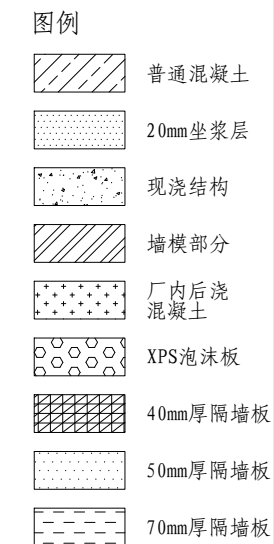 图例
普通混凝土
20mm坐浆层
现浇结构
墙模部分
厂内后浇
混凝土
XPS泡沫板
40mm厚隔墙板
50mm厚隔墙板
70mm厚隔墙板